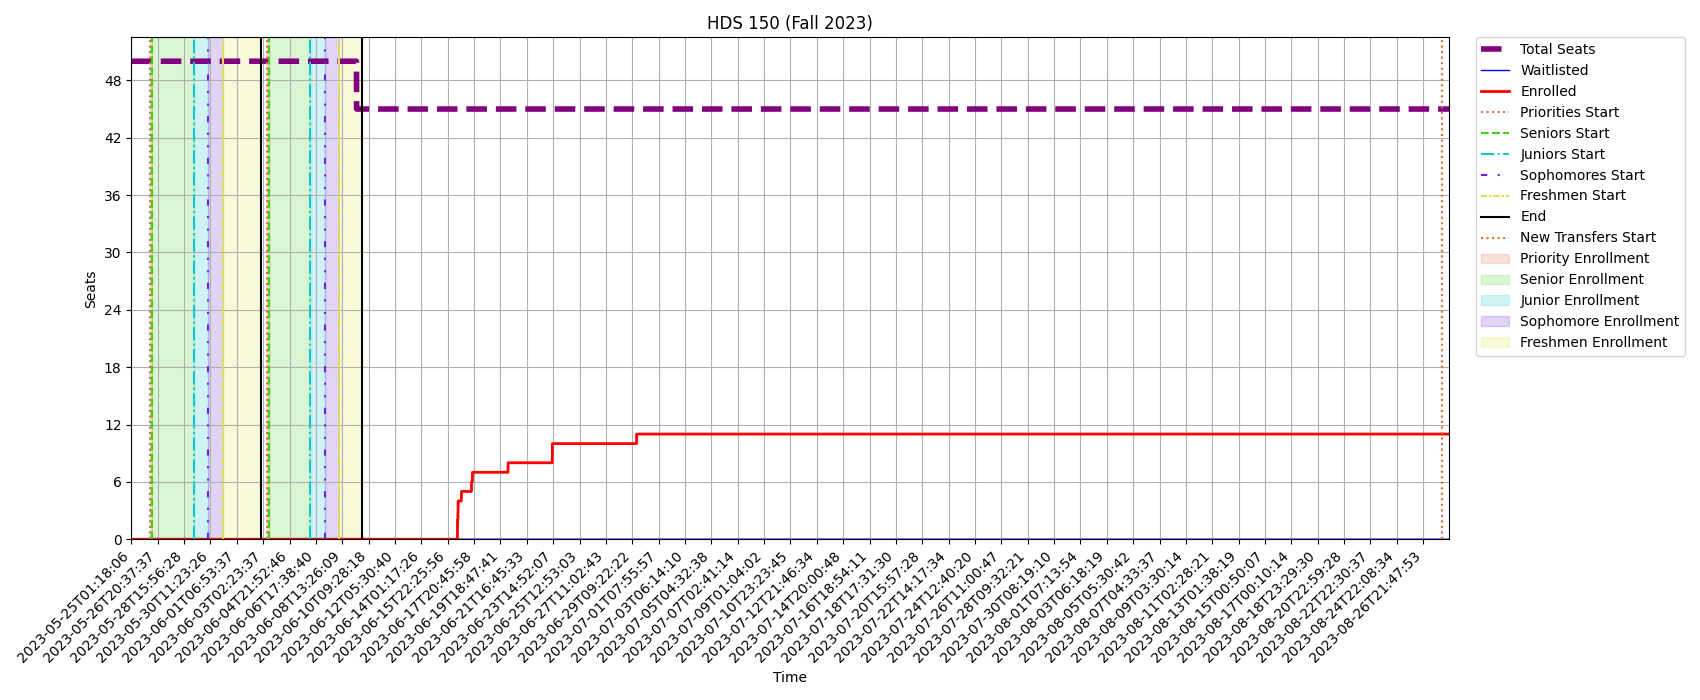 HDS 150 (Fall 2023)
Seats
48
42
36
30
24
18
12
6
0
2023-05-25T01:18:06
2023-05-26T20:37:37
2023-05-28T15:56:28
2023-05-30T11:23:26
2023-06-01T06:53:37
2023-06-03T02:23:37
2023-06-04T21:52:46
2023-06-06T17:38:40
2023-06-08T13:26:09
2023-06-10T09:28:18
2023-06-12T05:30:40
2023-06-14T01:17:26
2023-06-15T22:25:56
2023-06-17T20:45:58
2023-06-19T18:47:41
2023-06-21T16:45:33
2023-06-23T14:52:07
2023-06-25T12:53:03
2023-06-27T11:02:43
2023-06-29T09:22:22
2023-07-01T07:55:57
2023-07-03T06:14:10
2023-07-05T04:32:38
2023-07-07T02:41:14
2023-07-09T01:04:02
2023-07-10T23:23:45
2023-07-12T21:46:34
2023-07-14T20:00:48
2023-07-16T18:54:11
2023-07-18T17:31:30
2023-07-20T15:57:28
2023-07-22T14:17:34
2023-07-24T12:40:20
2023-07-26T11:00:47
2023-07-28T09:32:21
2023-07-30T08:19:10
2023-08-01T07:13:54
2023-08-03T06:18:19
2023-08-05T05:30:42
2023-08-07T04:33:37
2023-08-09T03:30:14
2023-08-11T02:28:21
2023-08-13T01:38:19
2023-08-15T00:50:07
2023-08-17T00:10:14
2023-08-18T23:29:30
2023-08-20T22:59:28
2023-08-22T22:30:37
2023-08-24T22:08:34
2023-08-26T21:47:53
Time
Total Seats
Waitlisted
Enrolled
Priorities Start
Seniors Start
Juniors Start
Sophomores Start
Freshmen Start
End
New Transfers Start
Priority Enrollment
Senior Enrollment
Junior Enrollment
Sophomore Enrollment
Freshmen Enrollment